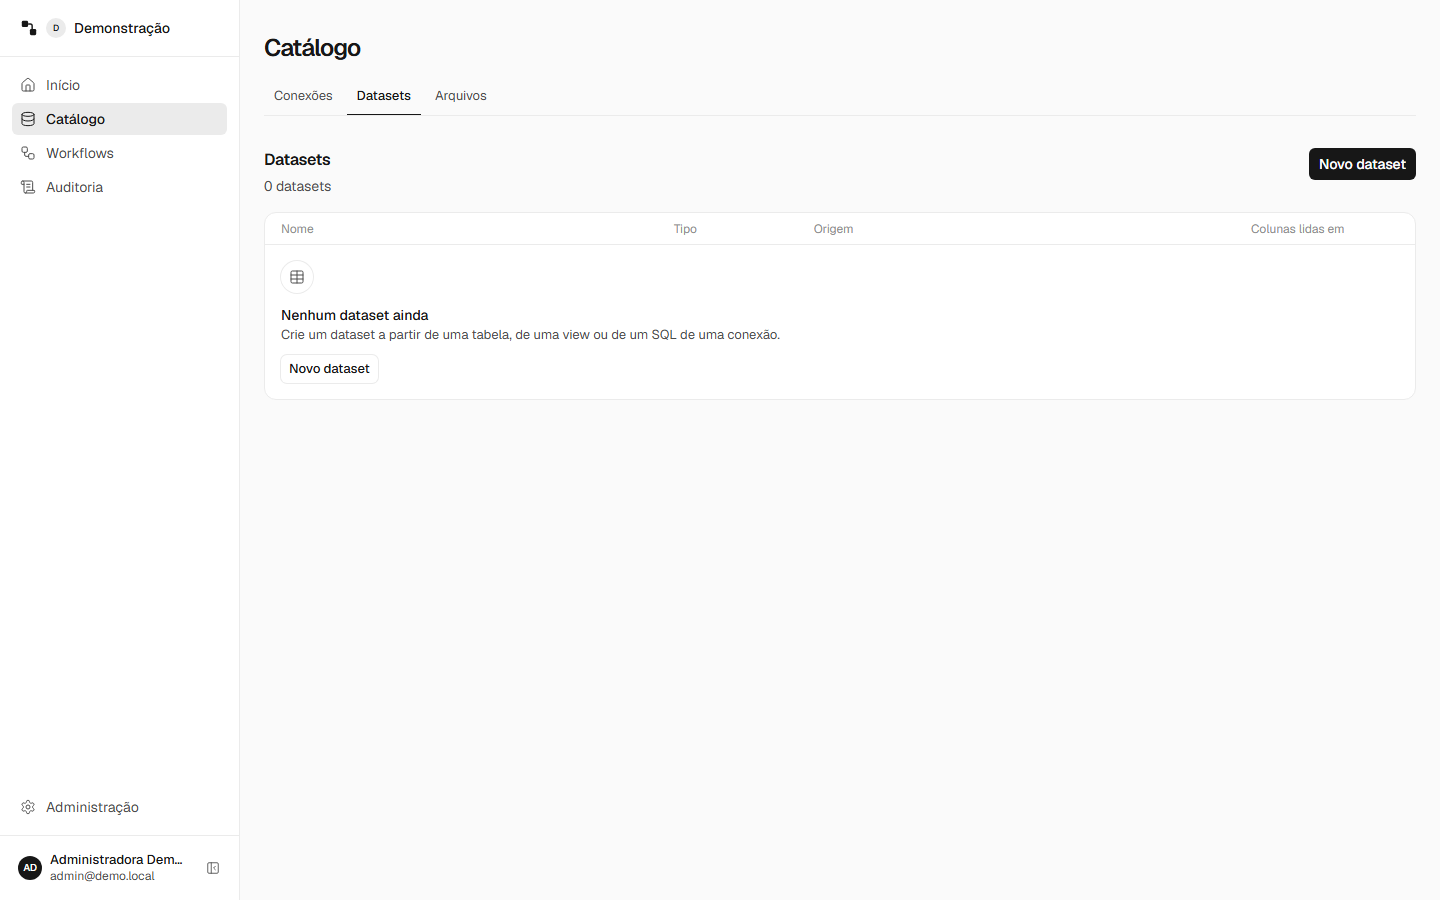 D Demonstração
Início
Catálogo
Workflows
Auditoria
Administração
AD
Administradora Dem...
admin@demo.local
Catálogo
Conexões Datasets Arquivos
Datasets
0 datasets
Novo dataset
Nome Tipo Origem Colunas lidas em
Nenhum dataset ainda
Crie um dataset a partir de uma tabela, de uma view ou de um SQL de uma conexão.
Novo dataset